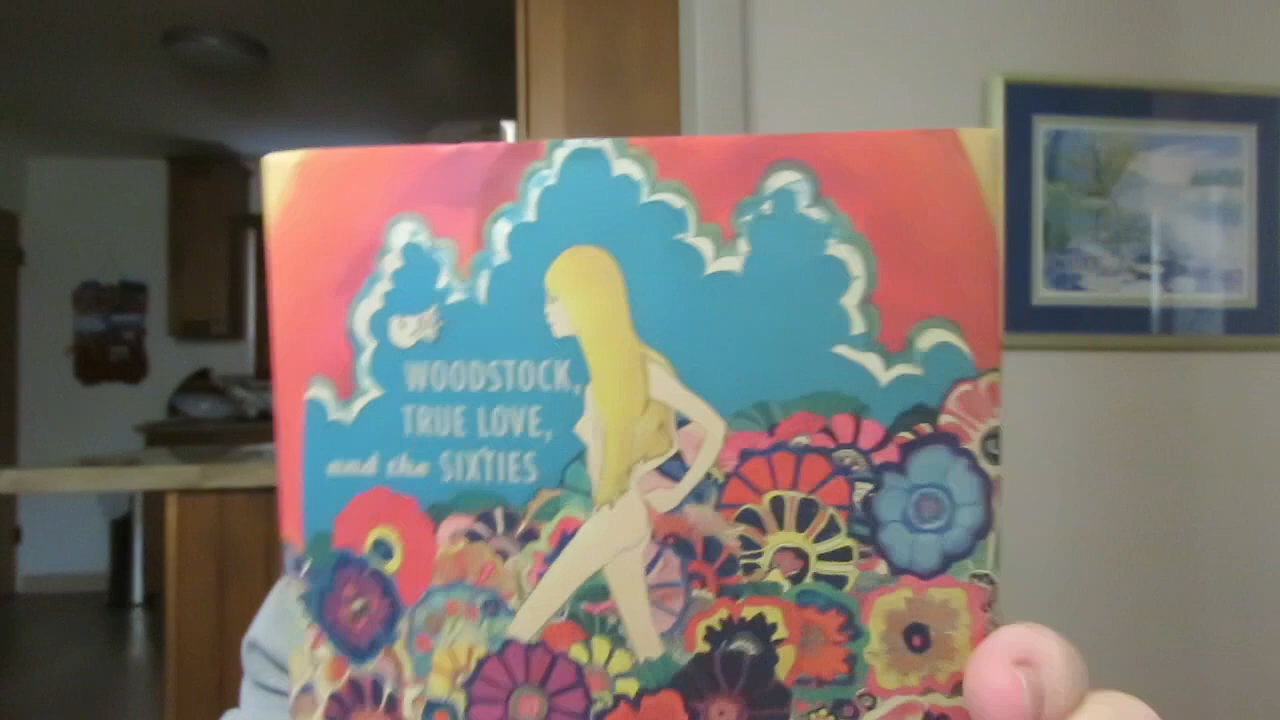 WOODSTOCK,
TRUE LOVE,
and the SIXTIES